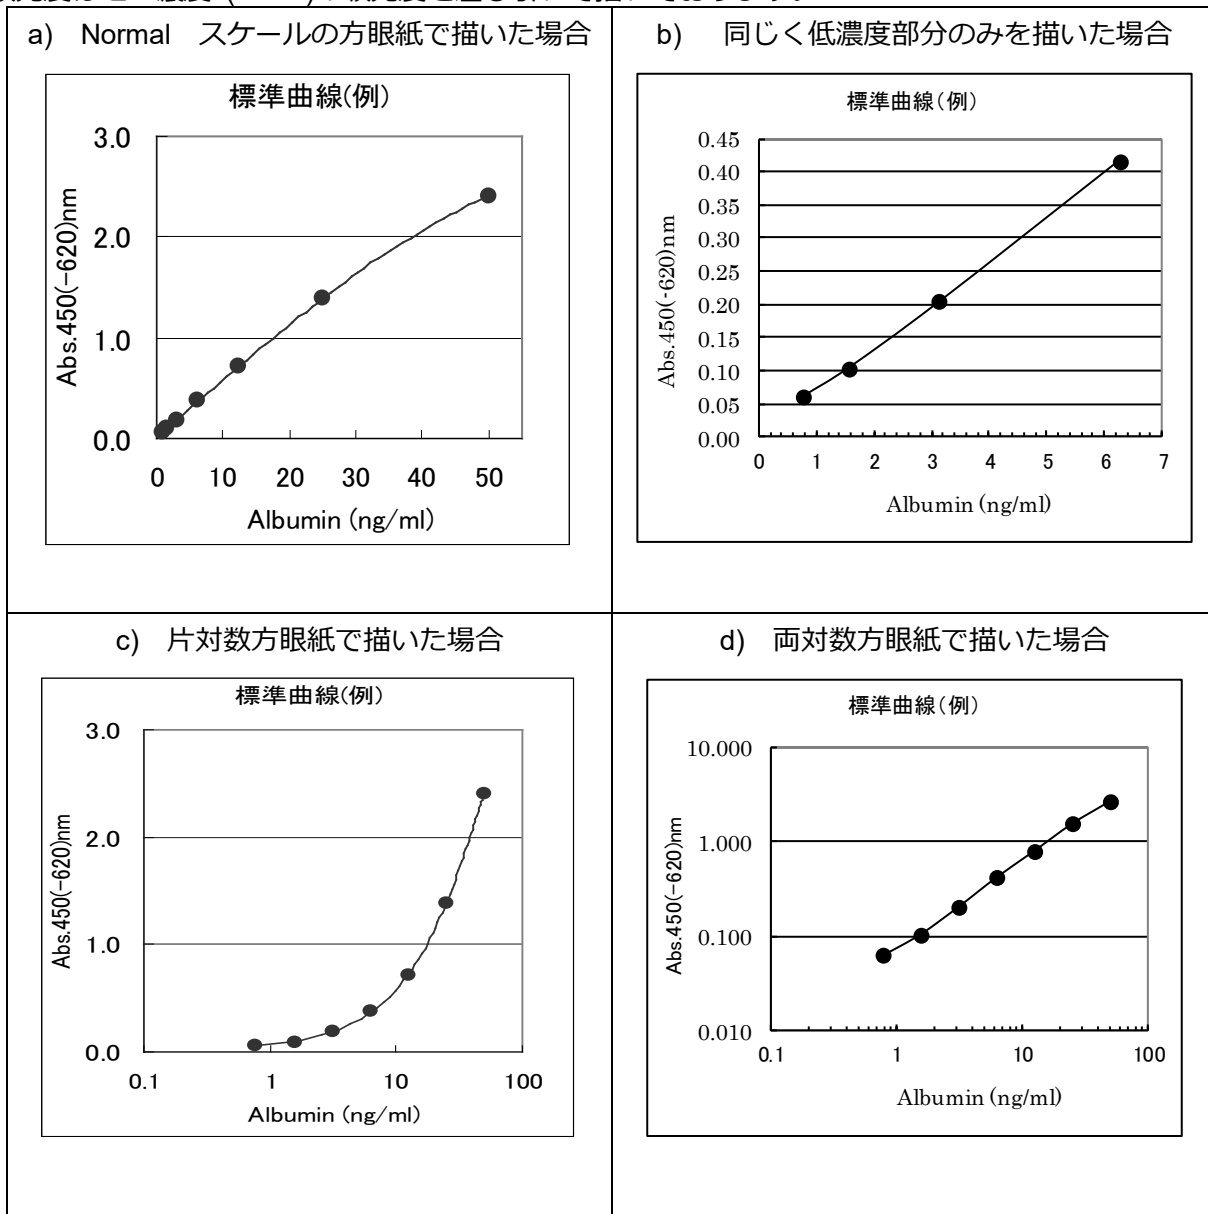 a) Normal スケールの方眼紙で描いた場合
標準曲線(例)
3.0
2.0
1.0
0.0
Abs.450(-620)nm
0 10 20 30 40 50
Albumin (ng/ml)
b) 同じく低濃度部分のみを描いた場合
標準曲線(例)
0.45
0.40
0.35
0.30
0.25
0.20
0.15
0.10
0.05
0.00
Abs.450(-620)nm
0 1 2 3 4 5 6 7
Albumin (ng/ml)
c) 片対数方眼紙で描いた場合
標準曲線(例)
3.0
2.0
1.0
0.0
Abs.450(-620)nm
0.1 1 10 100
Albumin (ng/ml)
d) 両対数方眼紙で描いた場合
標準曲線(例)
10.000
1.000
0.100
0.010
Abs.450(-620)nm
0.1 1 10 100
Albumin (ng/ml)